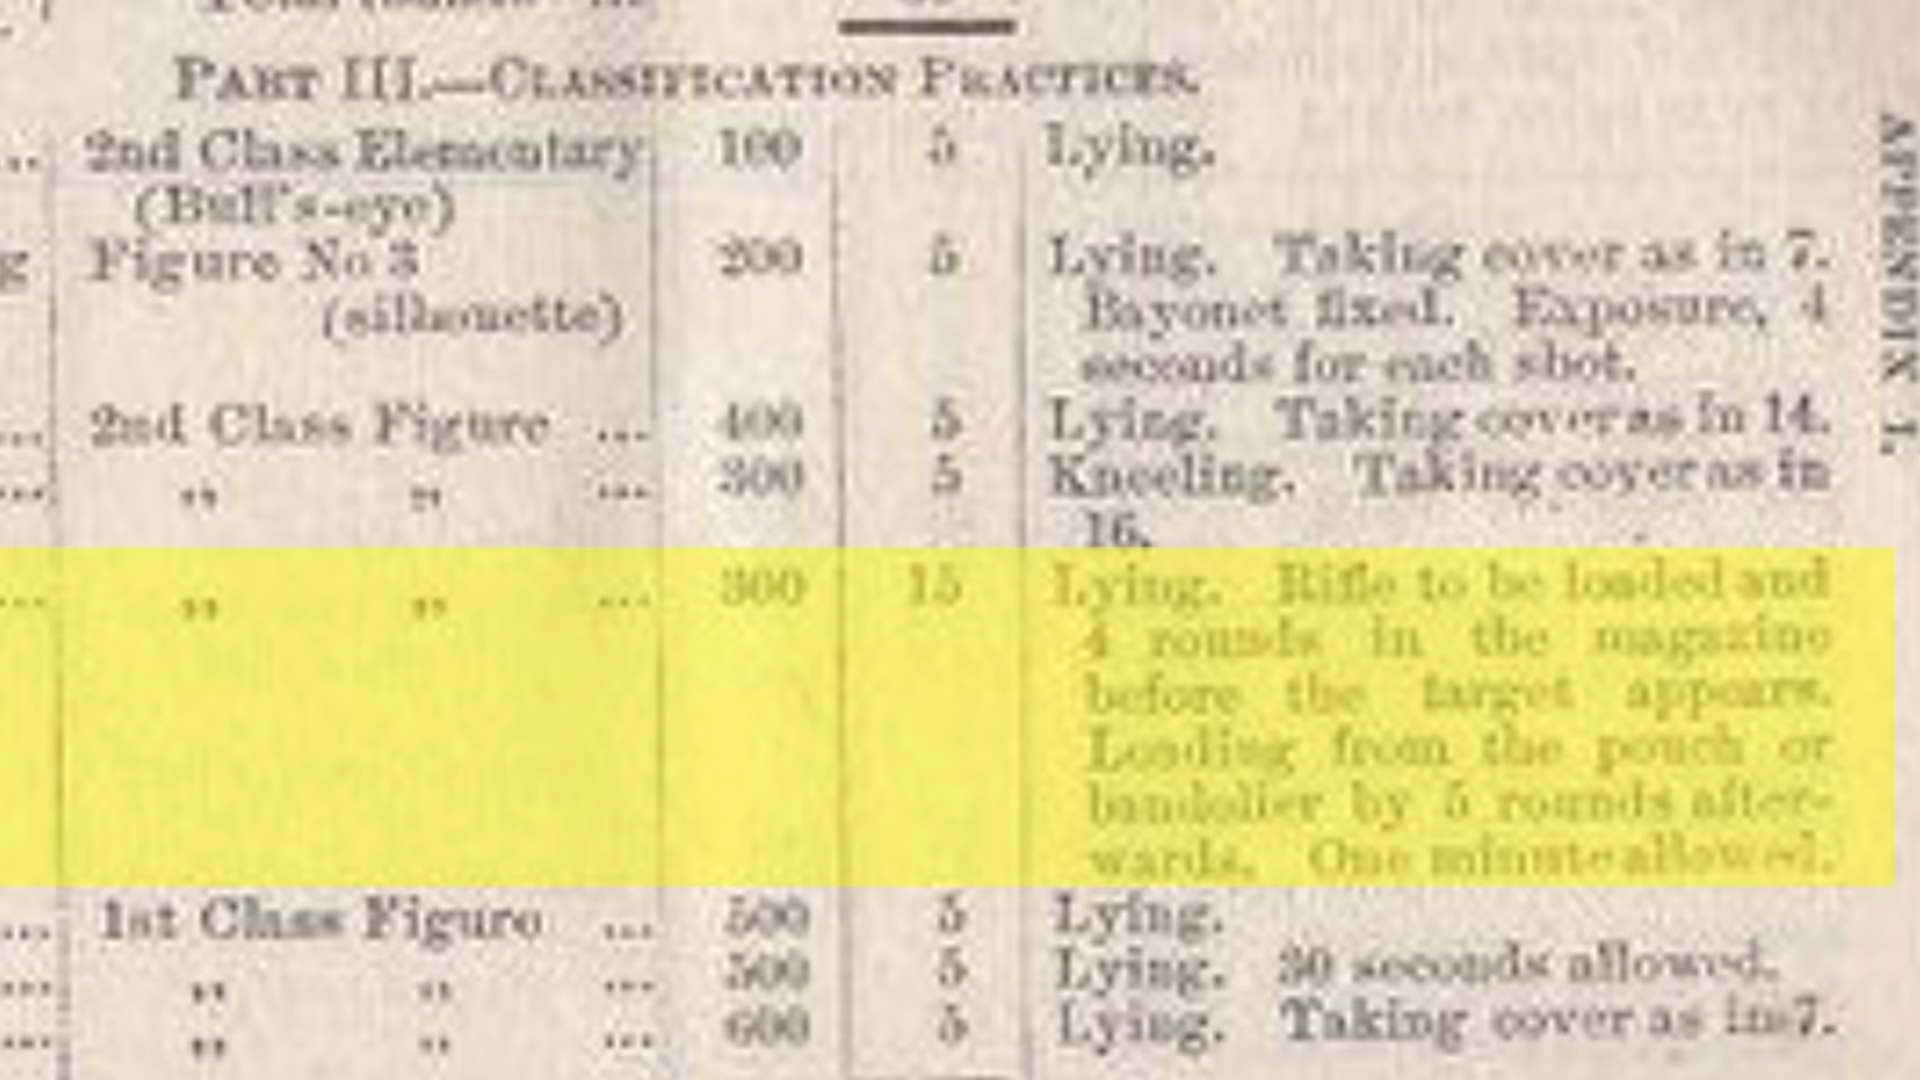 PART III.—CLASSIFICATION PRACTICES.
... 2nd Class Elementary 100 5 Lying.
(Bull's-eye)
g Figure No 3 200 5 Lying. Taking cover as in 7.
(silhouette) Bayonet fixed. Exposure, 4
seconds for each shot.
... 2nd Class Figure ... 400 5 Lying. Taking cover as in 14.
... " " ... 300 5 Kneeling. Taking cover as in
16.
... " " ... 300 15 Lying. Rifle to be loaded and
4 rounds in the magazine
before the target appears.
Loading from the pouch or
bandolier by 5 rounds after-
wards. One minute allowed.
... 1st Class Figure ... 500 5 Lying.
... " " ... 500 5 Lying. 30 seconds allowed.
... " " ... 600 5 Lying. Taking cover as in 7.
APPENDIX I.